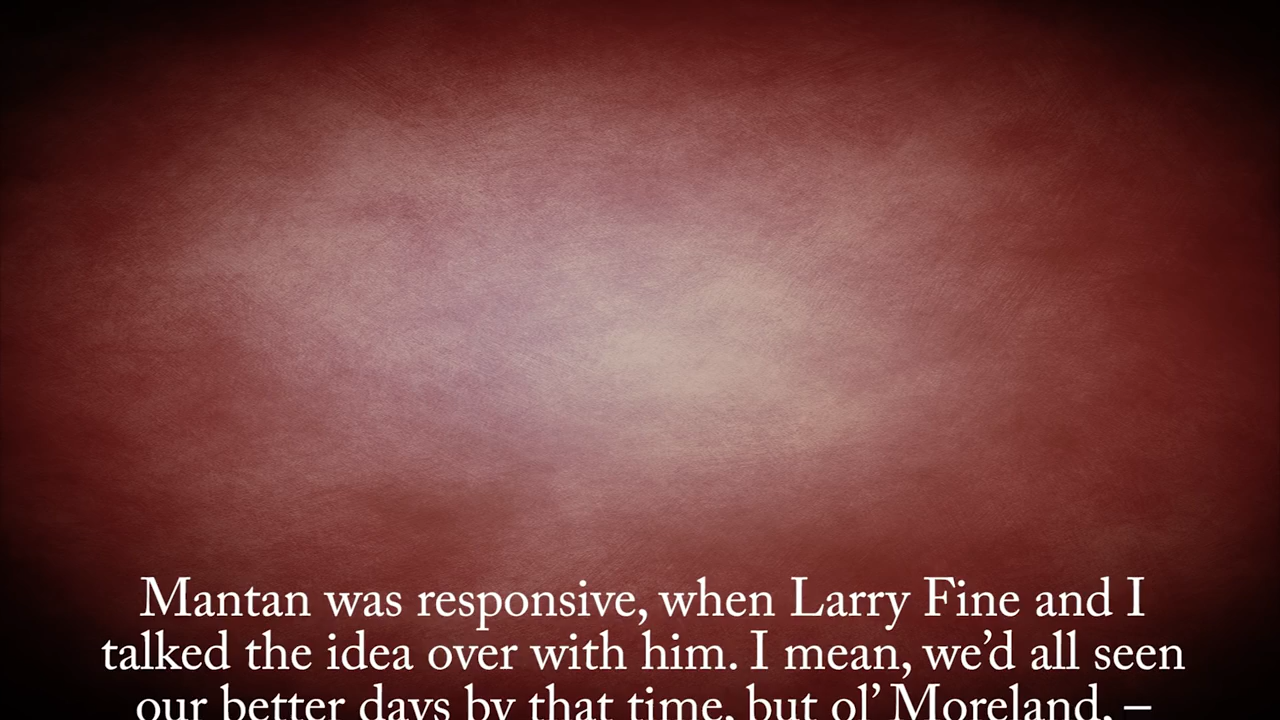 Mantan was responsive, when Larry Fine and I
talked the idea over with him. I mean, we’d all seen
our better days by that time, but ol’ Moreland, –